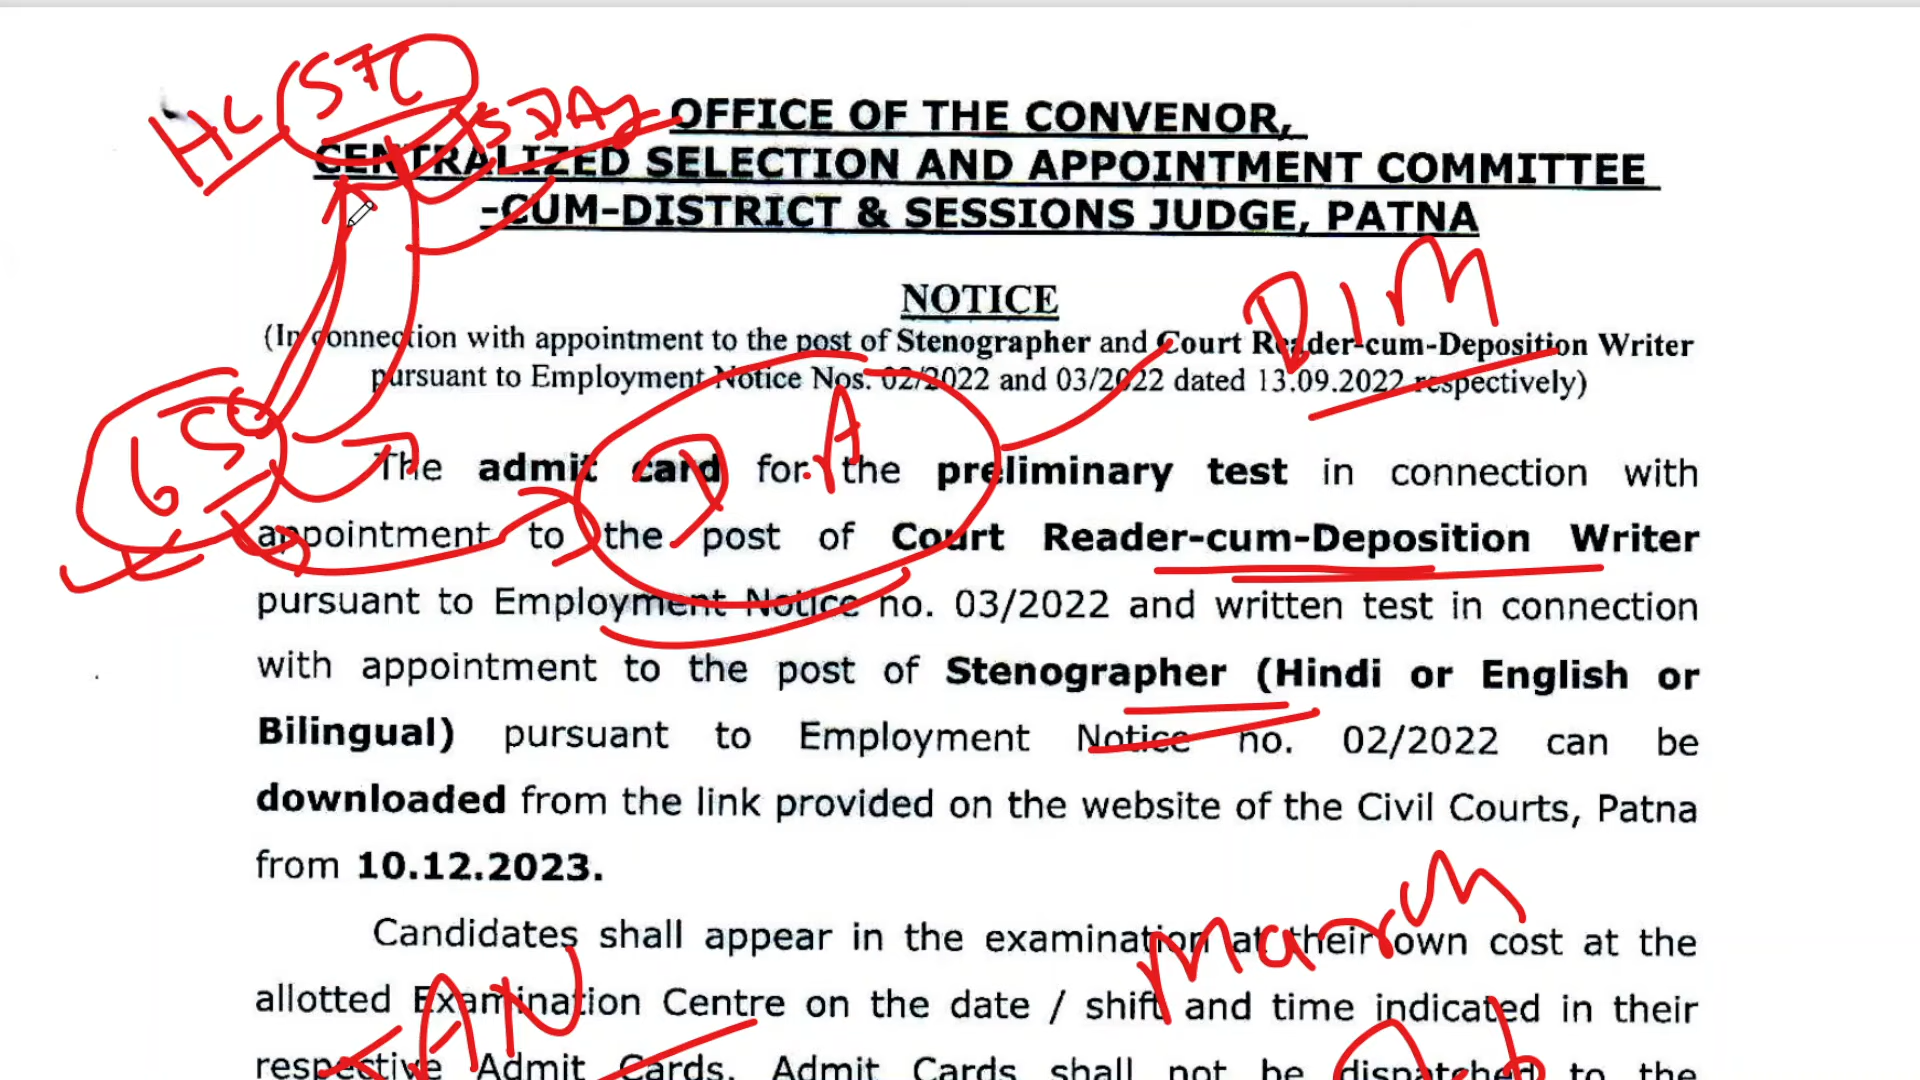 HC STC
15 DAY
OFFICE OF THE CONVENOR,
CENTRALIZED SELECTION AND APPOINTMENT COMMITTEE
-CUM-DISTRICT & SESSIONS JUDGE, PATNA
NOTICE
(In connection with appointment to the post of Stenographer and Court Reader-cum-Deposition Writer
pursuant to Employment Notice Nos. 02/2022 and 03/2022 dated 13.09.2022 respectively)
D.A
The admit card for the preliminary test in connection with
appointment to the post of Court Reader-cum-Deposition Writer
pursuant to Employment Notice no. 03/2022 and written test in connection
with appointment to the post of Stenographer (Hindi or English or
Bilingual) pursuant to Employment Notice no. 02/2022 can be
downloaded from the link provided on the website of the Civil Courts, Patna
from 10.12.2023.
March
Candidates shall appear in the examination at their own cost at the
JAN
allotted Examination Centre on the date / shift and time indicated in their
respective Admit Cards. Admit Cards shall not be dispatched to the